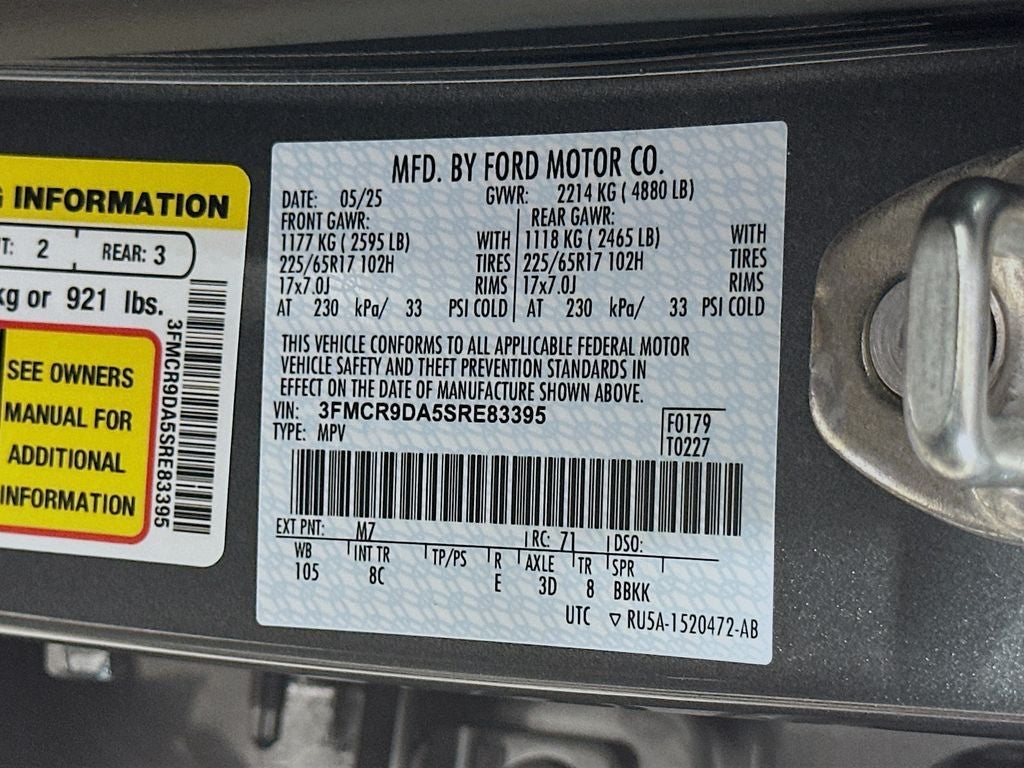 INFORMATION
2 REAR: 3
kg or 921 lbs.
SEE OWNERS
MANUAL FOR
ADDITIONAL
INFORMATION
3FMCR9DA5SRE83395
MFD. BY FORD MOTOR CO.
DATE: 05/25 GVWR: 2214 KG ( 4880 LB)
FRONT GAWR: REAR GAWR:
1177 KG ( 2595 LB) WITH 1118 KG ( 2465 LB) WITH
225/65R17 102H TIRES 225/65R17 102H TIRES
17x7.0J RIMS 17x7.0J RIMS
AT 230 kPa/ 33 PSI COLD AT 230 kPa/ 33 PSI COLD
THIS VEHICLE CONFORMS TO ALL APPLICABLE FEDERAL MOTOR
VEHICLE SAFETY AND THEFT PREVENTION STANDARDS IN
EFFECT ON THE DATE OF MANUFACTURE SHOWN ABOVE.
VIN: 3FMCR9DA5SRE83395
TYPE: MPV
F0179
T0227
EXT PNT: M7 RC: 71 DSO:
WB INT TR TP/PS R AXLE TR SPR
105 8C E 3D 8 BBKK
UTC ▽ RU5A-1520472-AB